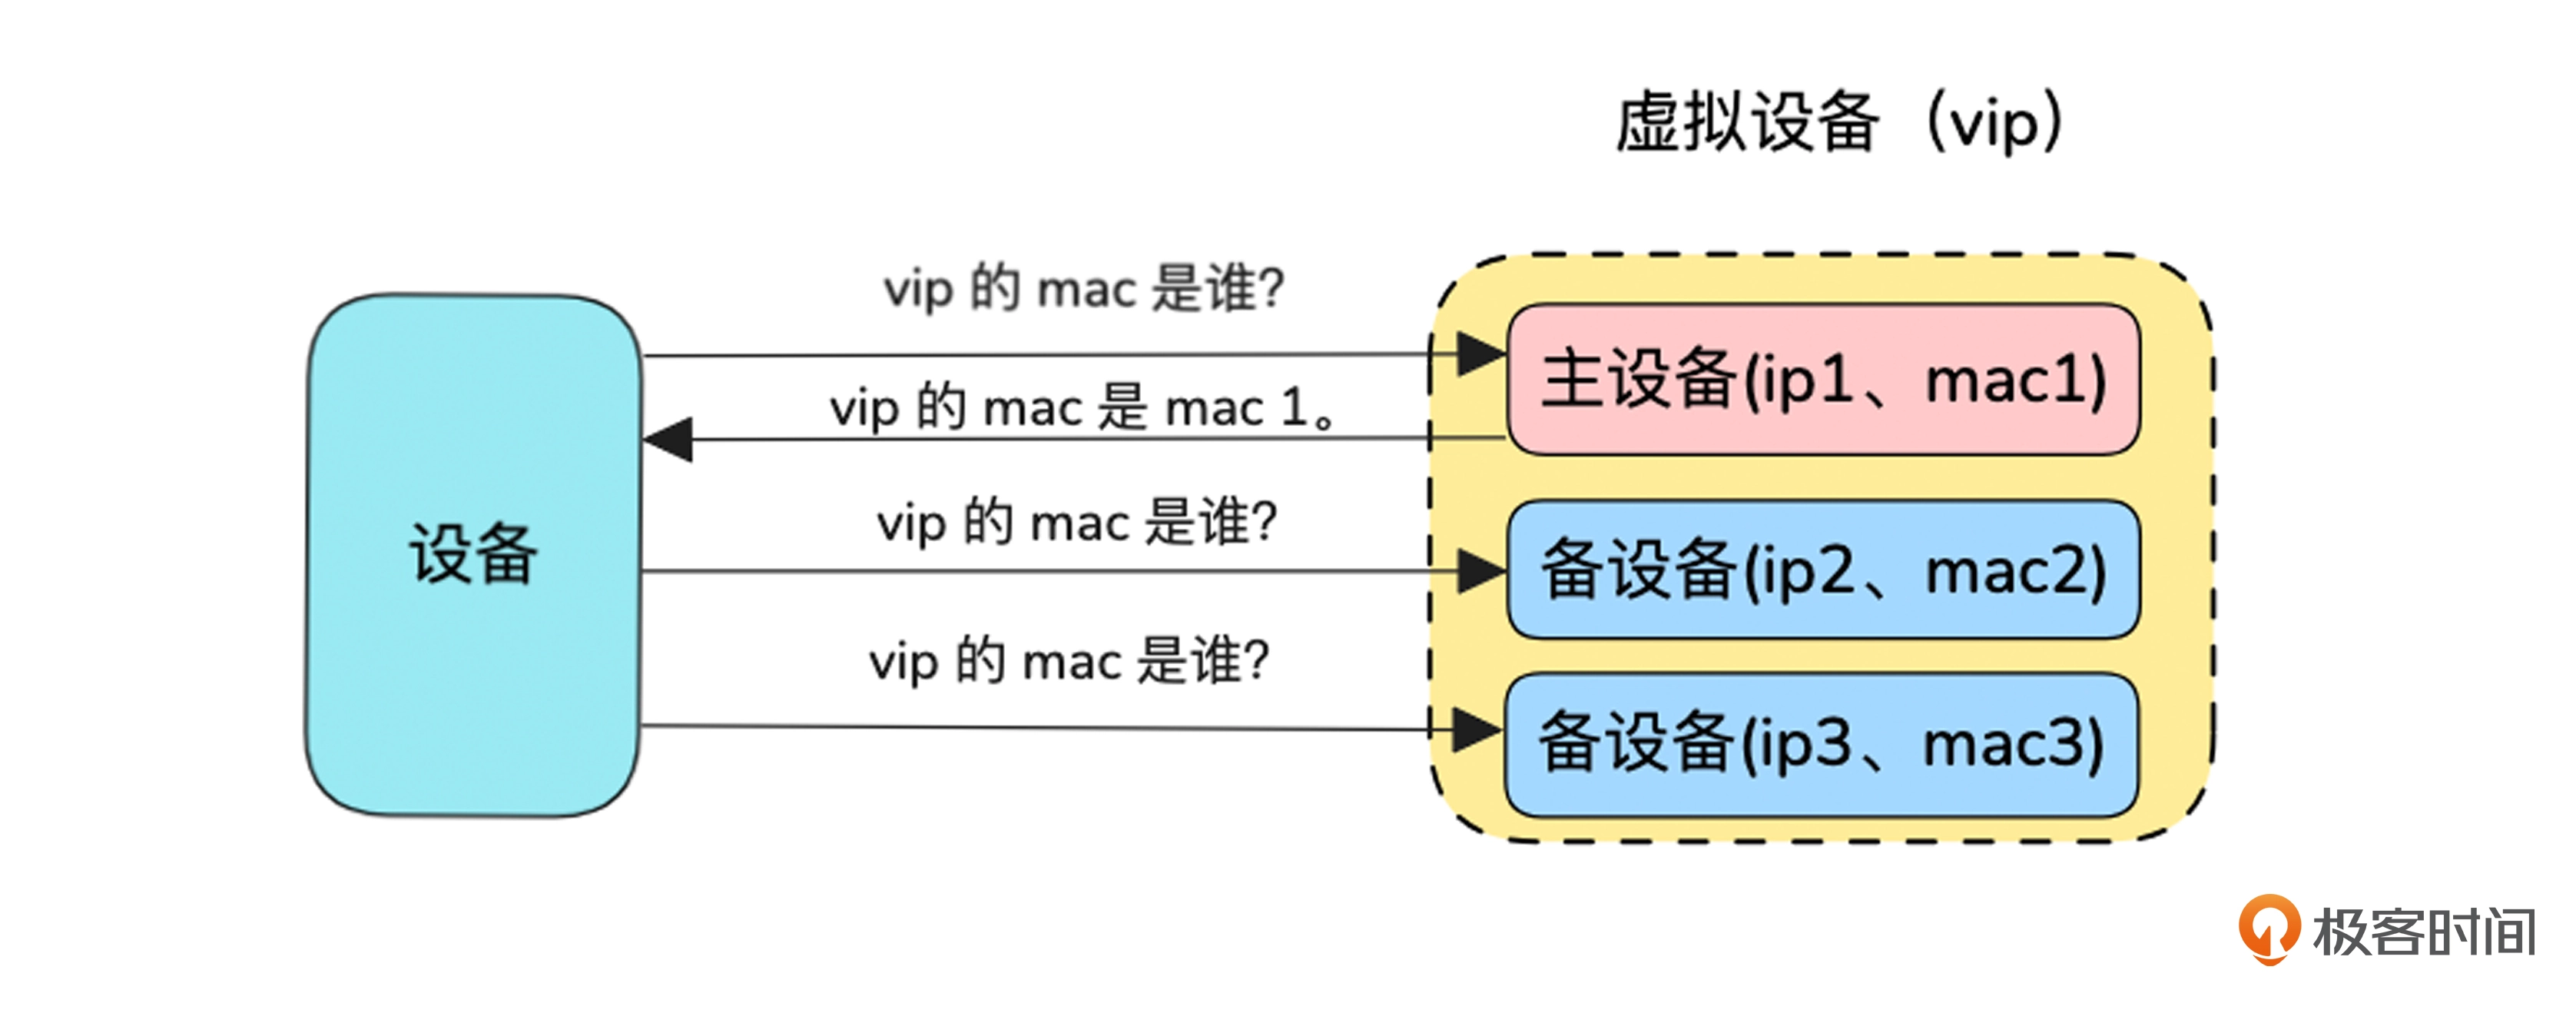 虚拟设备（vip）
vip 的 mac 是谁?
vip 的 mac 是 mac 1。
vip 的 mac 是谁?
vip 的 mac 是谁?
设备
主设备(ip1、mac1)
备设备(ip2、mac2)
备设备(ip3、mac3)
极客时间